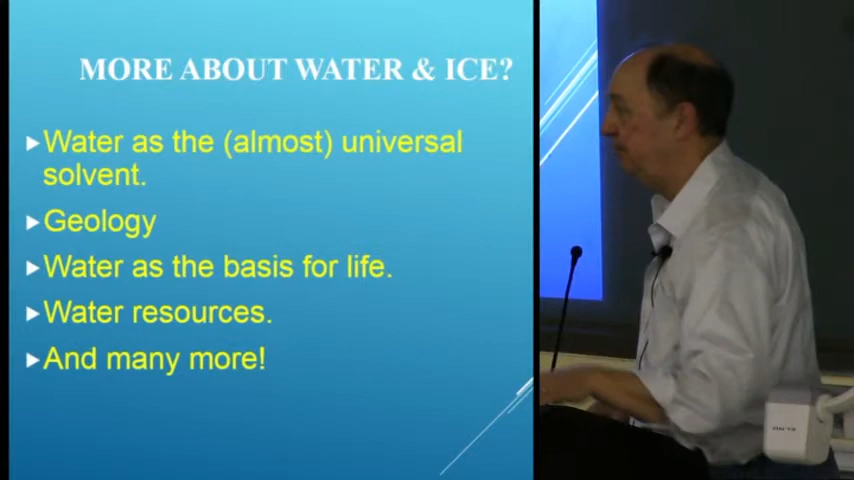 MORE ABOUT WATER & ICE?
Water as the (almost) universal
solvent.
Geology
Water as the basis for life.
Water resources.
And many more!